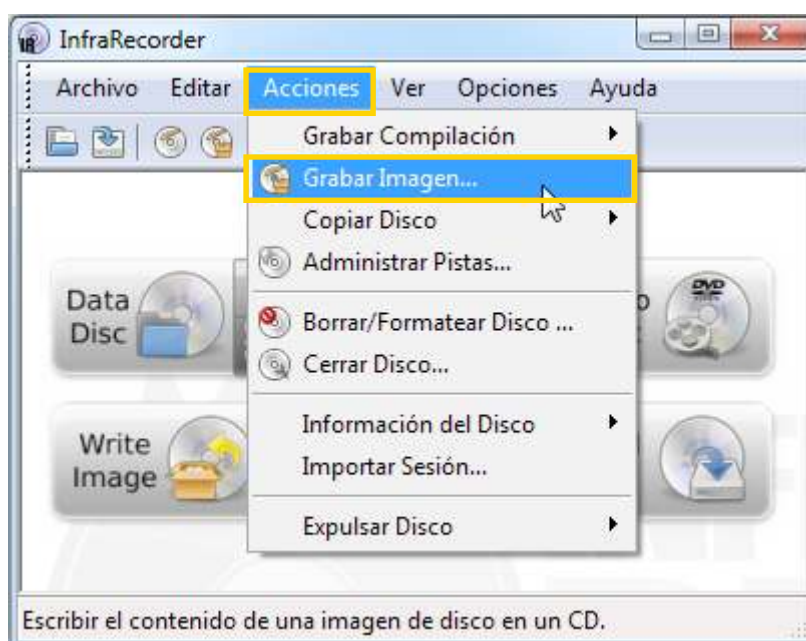 InfraRecorder
Archivo Editar Acciones Ver Opciones Ayuda
Grabar Compilación
Grabar Imagen...
Copiar Disco
Administrar Pistas...
Borrar/Formatear Disco ...
Cerrar Disco...
Información del Disco
Importar Sesión...
Expulsar Disco
Data
Disc
DVD
Write
Image
Escribir el contenido de una imagen de disco en un CD.